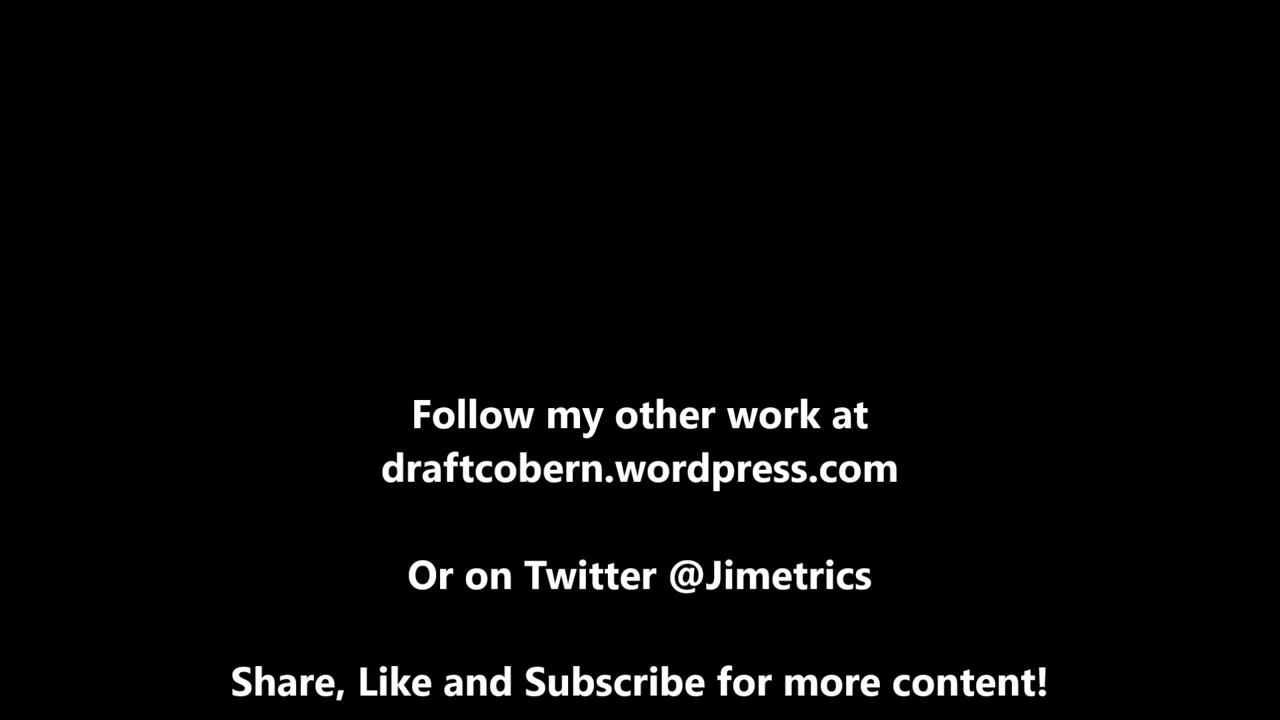 Follow my other work at
draftcobern.wordpress.com
Or on Twitter @Jimetrics
Share, Like and Subscribe for more content!